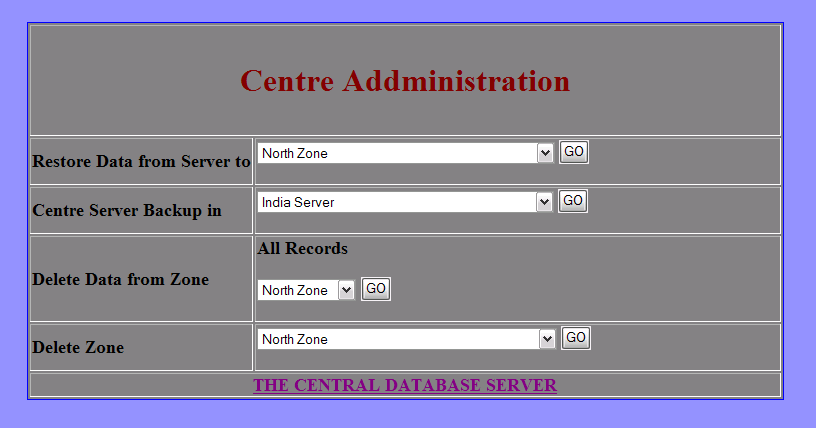 Centre Addministration
Restore Data from Server to North Zone GO
Centre Server Backup in India Server GO
All Records
Delete Data from Zone North Zone GO
Delete Zone North Zone GO
THE CENTRAL DATABASE SERVER